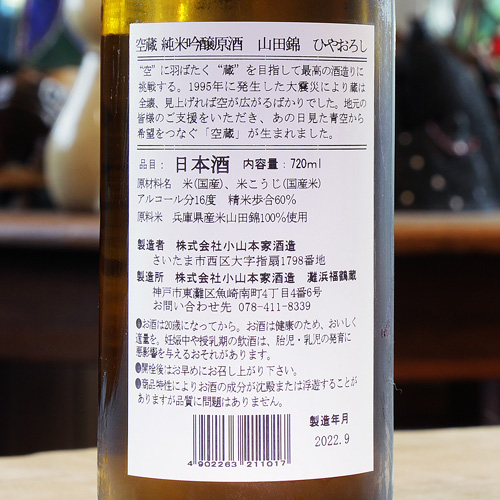 空蔵 純米吟醸原酒　山田錦　ひやおろし
“空”に羽ばたく“蔵”を目指して最高の酒造りに
挑戦する。1995年に発生した大震災により蔵は
全壊、見上げれば空が広がるばかりでした。地元の
皆様のご支援をいただき、あの日見た青空から
希望をつなぐ「空蔵」が生まれました。
品目：日本酒　内容量：720ml
原材料名　米(国産)、米こうじ(国産米)
アルコール分16度　精米歩合60%
原料米　兵庫県産米山田錦100%使用
製造者　株式会社小山本家酒造
さいたま市西区大字指扇1798番地
製造所　株式会社小山本家酒造　灘浜福鶴蔵
神戸市東灘区魚崎南町4丁目4番6号
お問い合わせ先 078-411-8339
●お酒は20歳になってから。お酒は健康のため、おいしく
適量を。妊娠中や授乳期の飲酒は、胎児・乳児の発育に
悪影響を与えるおそれがあります。
●開栓後はお早めにお召し上がり下さい。
●商品特性によりお酒の成分が沈殿または浮遊することが
ありますが品質に問題はありません。
製造年月
2022.9
4 902263 211017